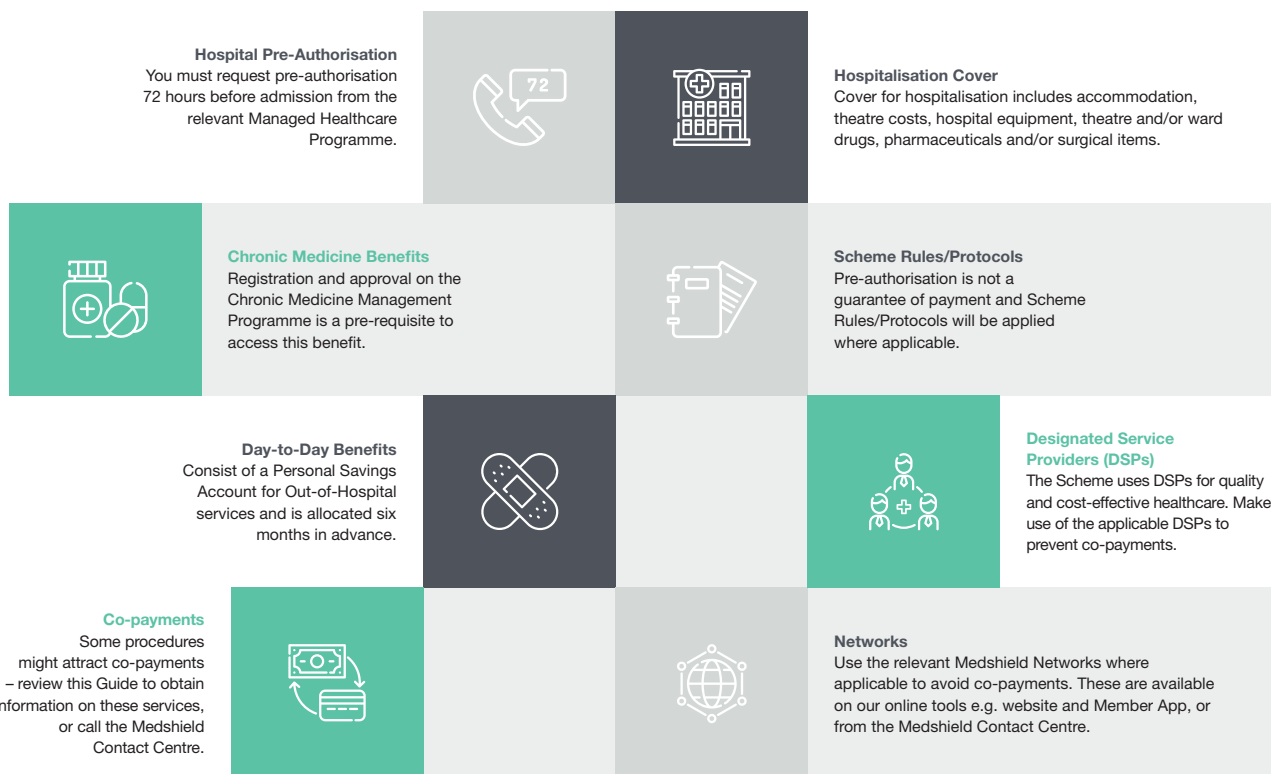 Hospital Pre-Authorisation
You must request pre-authorisation
72 hours before admission from the
relevant Managed Healthcare
Programme.
72
Hospitalisation Cover
Cover for hospitalisation includes accommodation,
theatre costs, hospital equipment, theatre and/or ward
drugs, pharmaceuticals and/or surgical items.
Chronic Medicine Benefits
Registration and approval on the
Chronic Medicine Management
Programme is a pre-requisite to
access this benefit.
Scheme Rules/Protocols
Pre-authorisation is not a
guarantee of payment and Scheme
Rules/Protocols will be applied
where applicable.
Day-to-Day Benefits
Consist of a Personal Savings
Account for Out-of-Hospital
services and is allocated six
months in advance.
Designated Service
Providers (DSPs)
The Scheme uses DSPs for quality
and cost-effective healthcare. Make
use of the applicable DSPs to
prevent co-payments.
Co-payments
Some procedures
might attract co-payments
– review this Guide to obtain
information on these services,
or call the Medshield
Contact Centre.
Networks
Use the relevant Medshield Networks where
applicable to avoid co-payments. These are available
on our online tools e.g. website and Member App, or
from the Medshield Contact Centre.